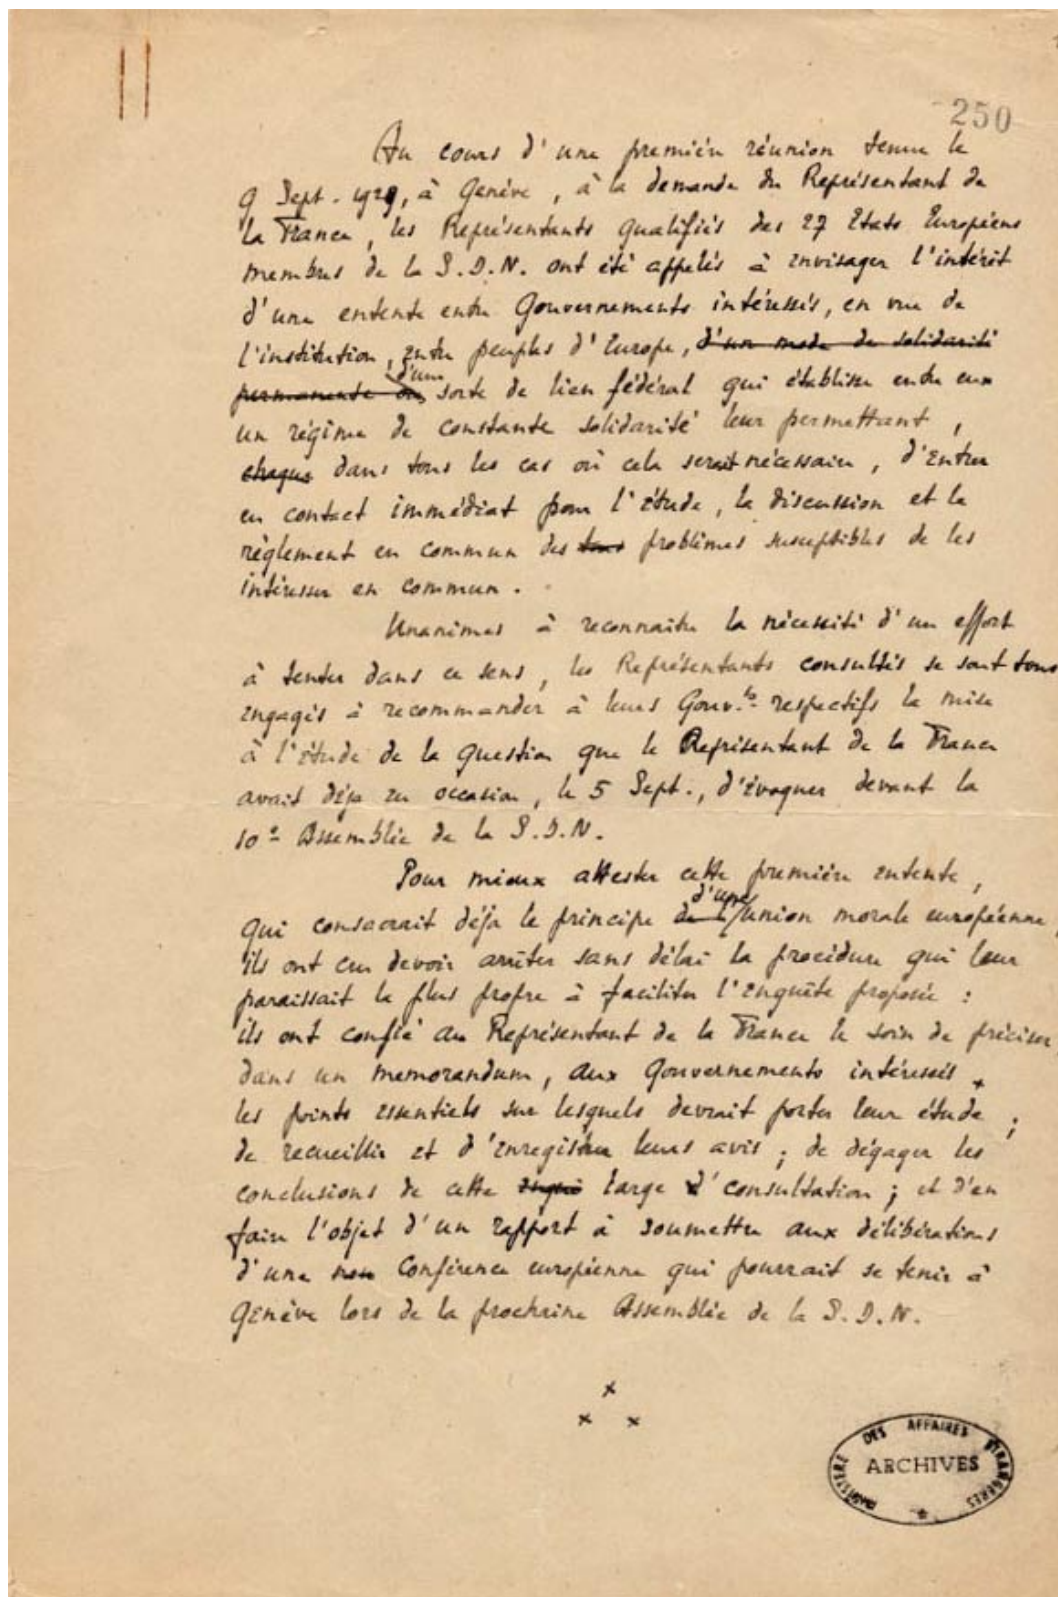 250
Au cours d'une première réunion tenue le
9 Sept. 1929, à Genève, à la demande du Représentant de
la France, les Représentants qualifiés des 27 Etats Européens
membres de la S.D.N. ont été appelés à envisager l'intérêt
d'une entente entre Gouvernements intéressés, en vue de
l'institution, entre peuples d'Europe, d'un mode de solidarité
permanente ou d'une sorte de lien fédéral qui établisse entre eux
un régime de constante solidarité leur permettant,
chaque dans tous les cas où cela serait nécessaire, d'entrer
en contact immédiat pour l'étude, la discussion et le
règlement en commun des tous problèmes susceptibles de les
intéresser en commun.
Unanimes à reconnaître la nécessité d'un effort
à tenter dans ce sens, les Représentants consultés se sont tous
engagés à recommander à leurs Gouv.ts respectifs la mise
à l'étude de la question que le Représentant de la France
avait déjà eu occasion, le 5 Sept., d'évoquer devant la
10e Assemblée de la S.D.N.
Pour mieux attester cette première entente,
qui consacrait déjà le principe de l' d'une union morale européenne,
ils ont cru devoir arrêter sans délai la procédure qui leur
paraissait la plus propre à faciliter l'enquête proposée :
ils ont confié au Représentant de la France le soin de préciser
dans un memorandum, aux Gouvernements intéressés,
les points essentiels sur lesquels devrait porter leur étude ;
de recueillir et d'enregistrer leurs avis ; de dégager les
conclusions de cette large consultation ; et d'en
faire l'objet d'un rapport à soumettre aux délibérations
d'une Conférence européenne qui pourrait se tenir à
Genève lors de la prochaine Assemblée de la S.D.N.
x
x x
MINISTERE DES AFFAIRES ETRANGERES
ARCHIVES